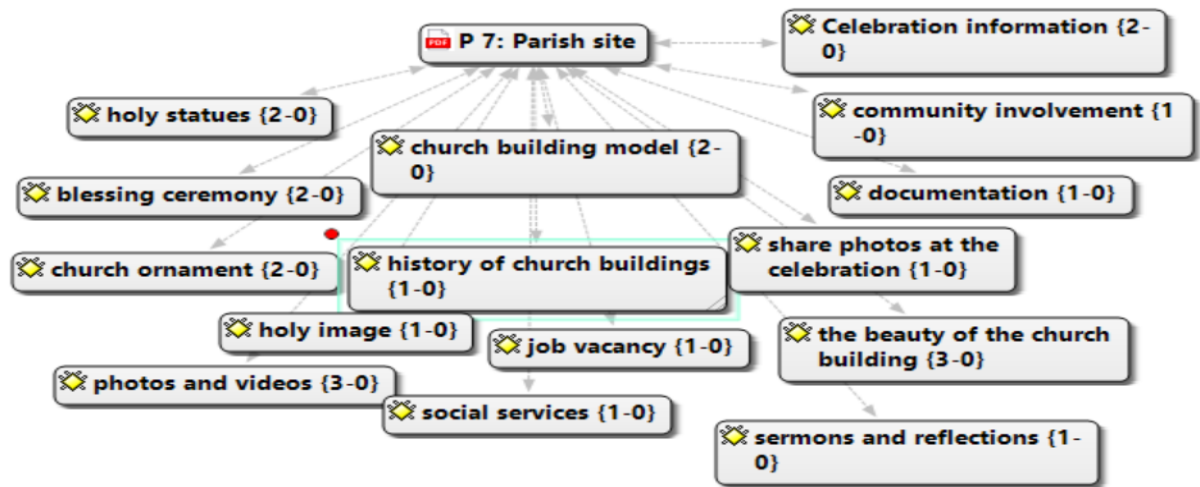 PDF
P 7: Parish site
Celebration information {2-
0}
holy statues {2-0}
community involvement {1
-0}
church building model {2-
0}
blessing ceremony {2-0}
documentation {1-0}
share photos at the
celebration {1-0}
church ornament {2-0}
history of church buildings
{1-0}
holy image {1-0}
job vacancy {1-0}
the beauty of the church
building {3-0}
photos and videos {3-0}
social services {1-0}
sermons and reflections {1-
0}